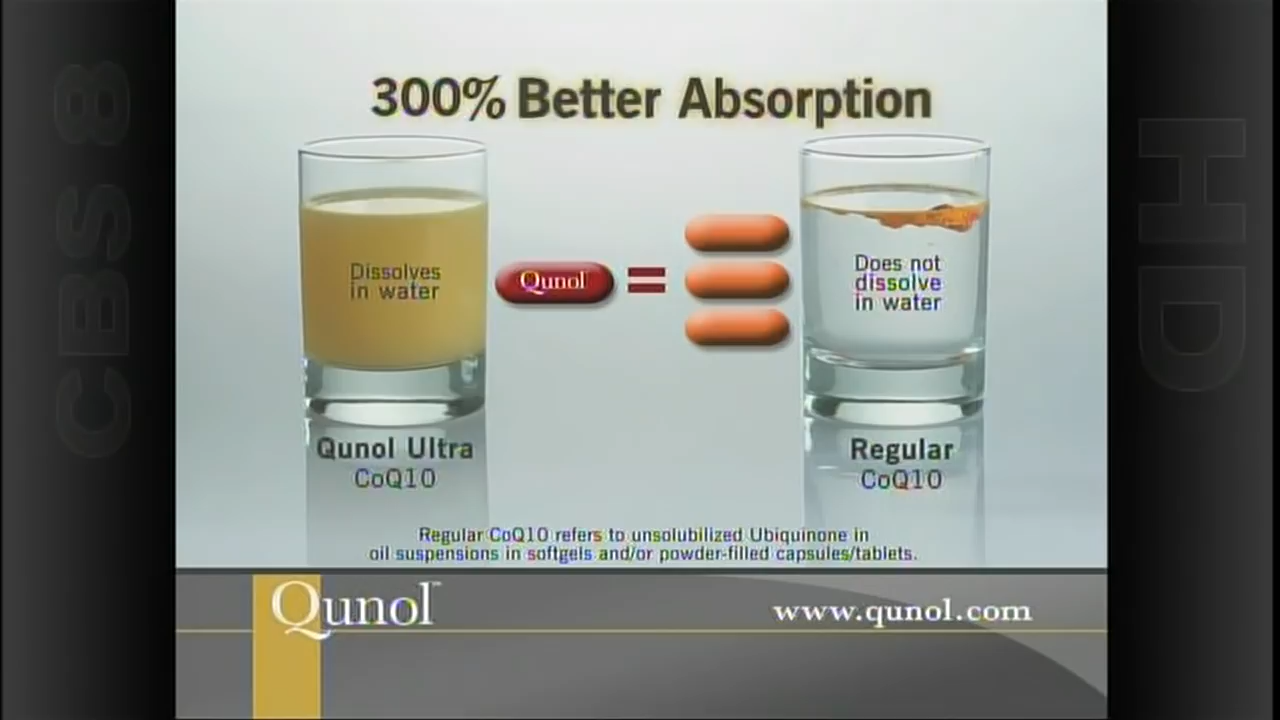 CBS 8
HD
300% Better Absorption
Dissolves
in water
Qunol
=
Does not
dissolve
in water
Qunol Ultra
CoQ10
Regular
CoQ10
Regular CoQ10 refers to unsolubilized Ubiquinone in
oil suspensions in softgels and/or powder-filled capsules/tablets.
Qunol™
www.qunol.com